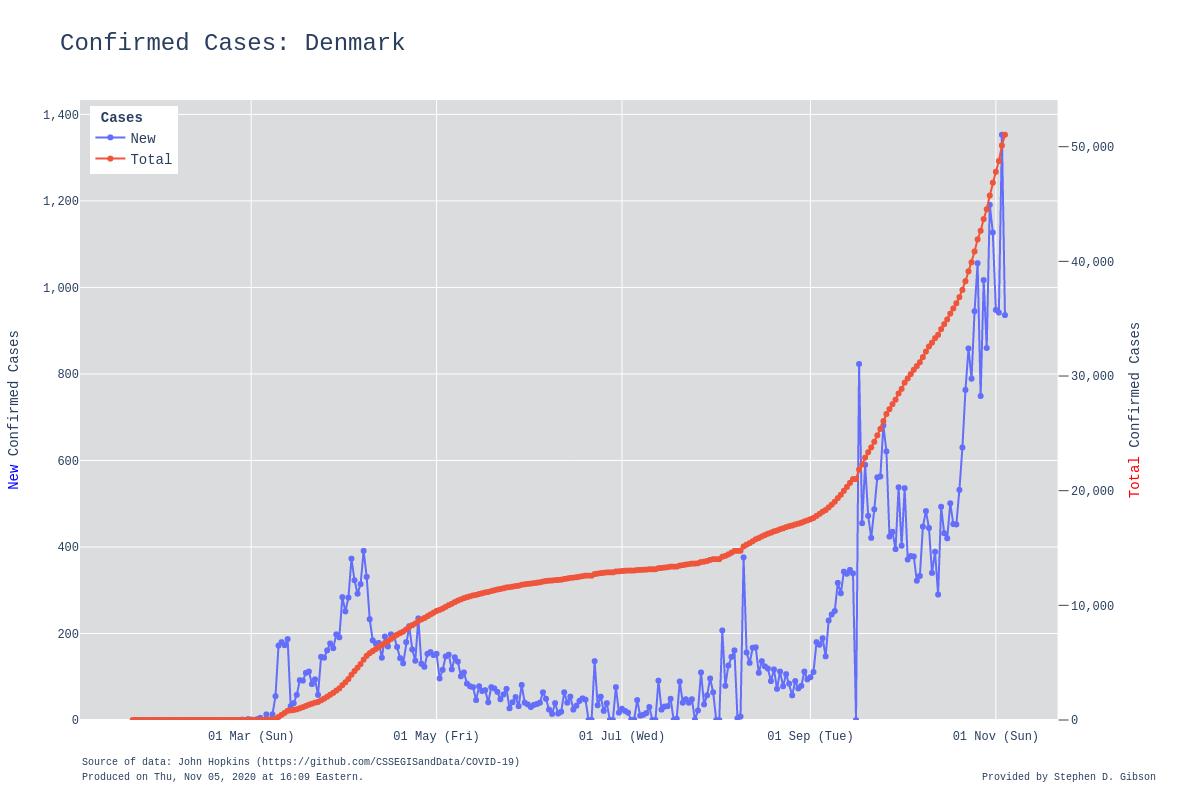 Confirmed Cases: Denmark
Cases
New
Total
1,400
1,200
1,000
800
600
400
200
0
50,000
40,000
30,000
20,000
10,000
0
New Confirmed Cases
Total Confirmed Cases
01 Mar (Sun)
01 May (Fri)
01 Jul (Wed)
01 Sep (Tue)
01 Nov (Sun)
Source of data: John Hopkins (https://github.com/CSSEGISandData/COVID-19)
Produced on Thu, Nov 05, 2020 at 16:09 Eastern.
Provided by Stephen D. Gibson